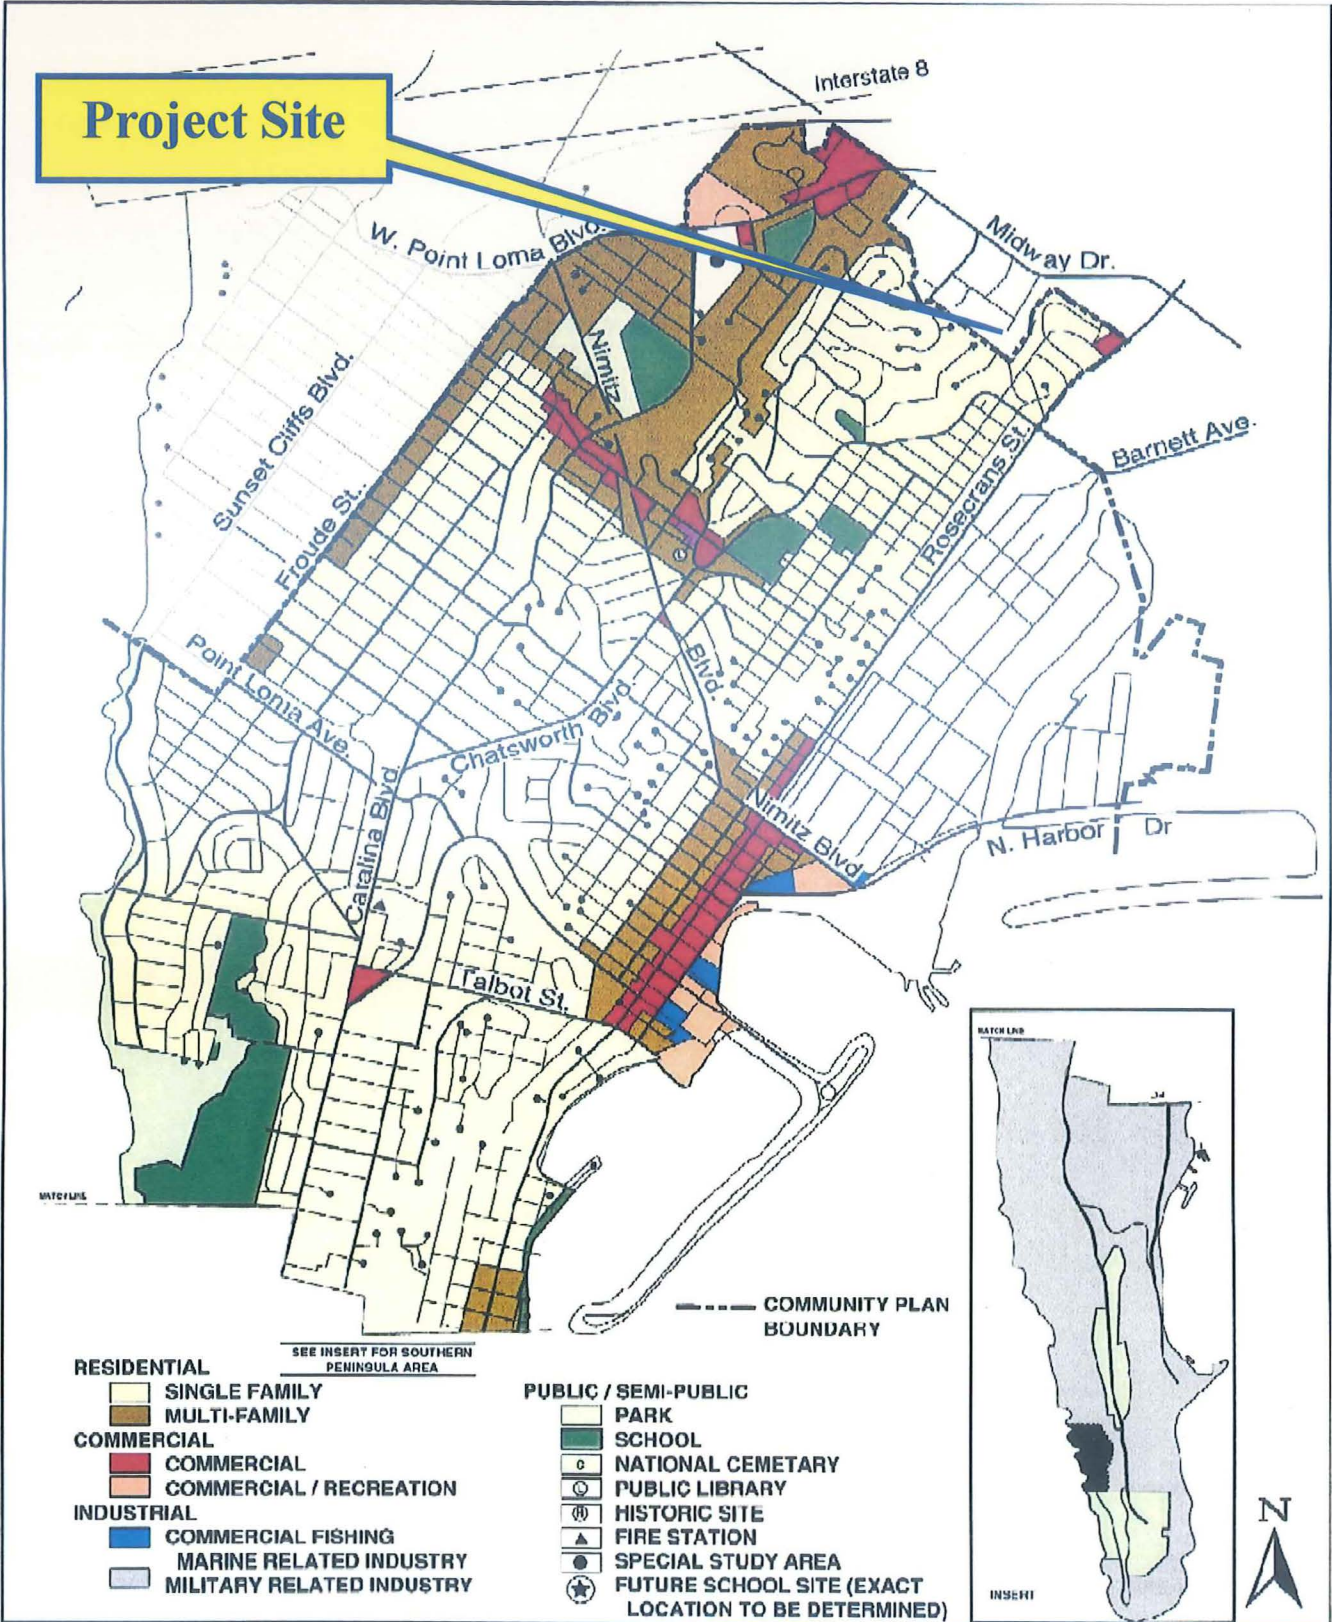 Project Site
Interstate 8
W. Point Loma Blvd.
Midway Dr.
Nimitz
Sunset Cliffs Blvd.
Froude St.
Barnett Ave.
Rosecrans St.
Point Loma Ave.
Blvd.
Chatsworth Blvd.
Catalina Blvd.
Nimitz Blvd.
N. Harbor Dr
Talbot St.
L
MATCH LINE
MATCH LINE
INSERT
N
COMMUNITY PLAN
BOUNDARY
SEE INSERT FOR SOUTHERN
PENINSULA AREA
RESIDENTIAL
SINGLE FAMILY
MULTI-FAMILY
COMMERCIAL
COMMERCIAL
COMMERCIAL / RECREATION
INDUSTRIAL
COMMERCIAL FISHING
MARINE RELATED INDUSTRY
MILITARY RELATED INDUSTRY
PUBLIC / SEMI-PUBLIC
PARK
SCHOOL
C NATIONAL CEMETARY
L PUBLIC LIBRARY
H HISTORIC SITE
FIRE STATION
SPECIAL STUDY AREA
FUTURE SCHOOL SITE (EXACT
LOCATION TO BE DETERMINED)